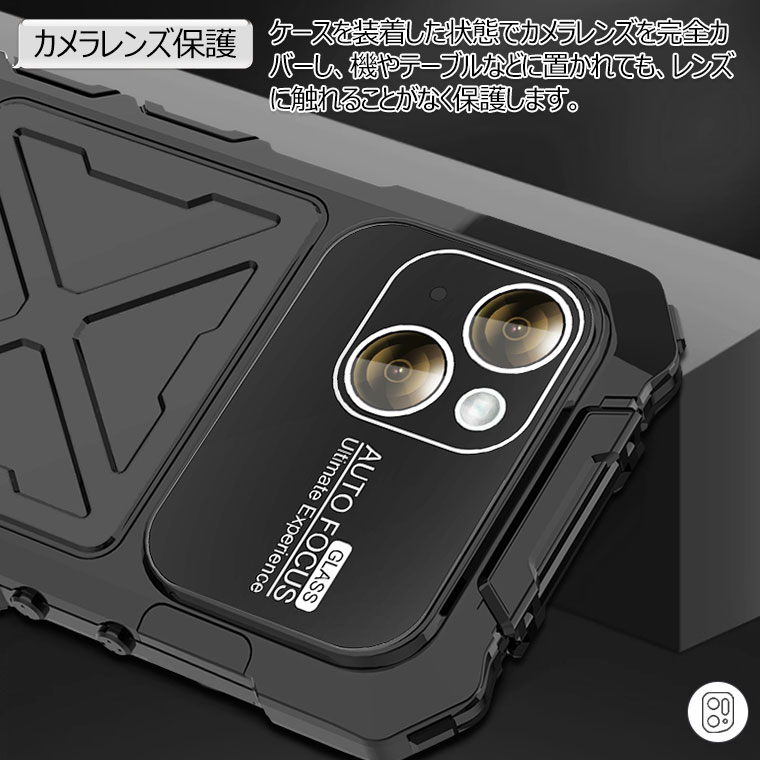 カメラレンズ保護
ケースを装着した状態でカメラレンズを完全カ
バーし、機やテーブルなどに置かれても、レンズ
に触れることがなく保護します。
AUTO FOCUS GLASS
Ultimate Experience